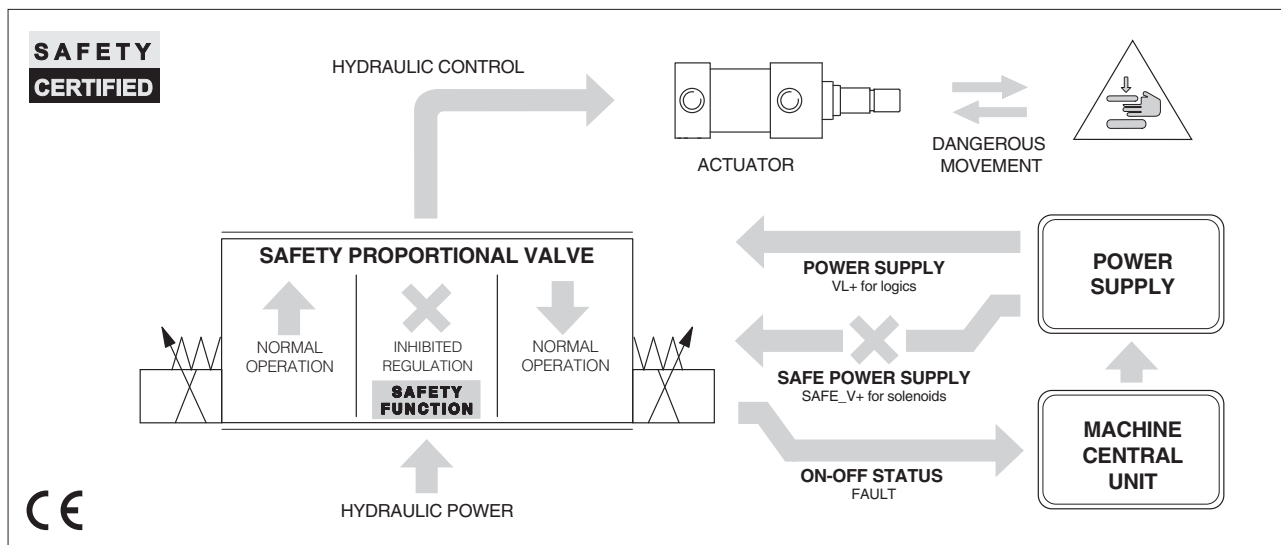 SAFETY
CERTIFIED
HYDRAULIC CONTROL
ACTUATOR
DANGEROUS
MOVEMENT
SAFETY PROPORTIONAL VALVE
NORMAL
OPERATION
INHIBITED
REGULATION
SAFETY
FUNCTION
NORMAL
OPERATION
POWER SUPPLY
VL+ for logics
SAFE POWER SUPPLY
SAFE_V+ for solenoids
ON-OFF STATUS
FAULT
POWER
SUPPLY
MACHINE
CENTRAL
UNIT
HYDRAULIC POWER
CE